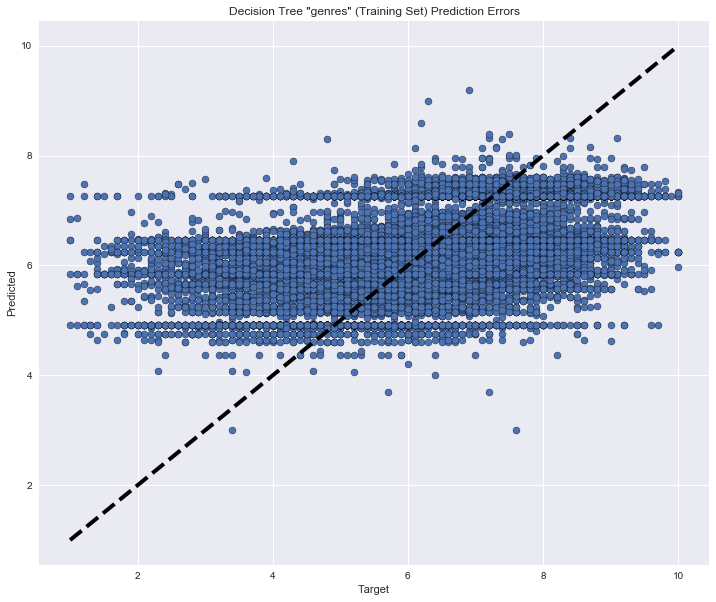 Decision Tree "genres" (Training Set) Prediction Errors
10
8
6
4
2
Predicted
2 4 6 8 10
Target